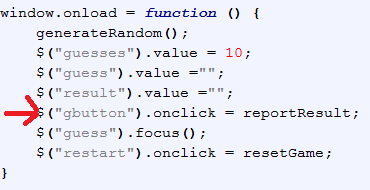 window.onload = function () {
generateRandom();
$("guesses").value = 10;
$("guess").value ="";
$("result").value ="";
$("gbutton").onclick = reportResult;
$("guess").focus();
$("restart").onclick = resetGame;
}